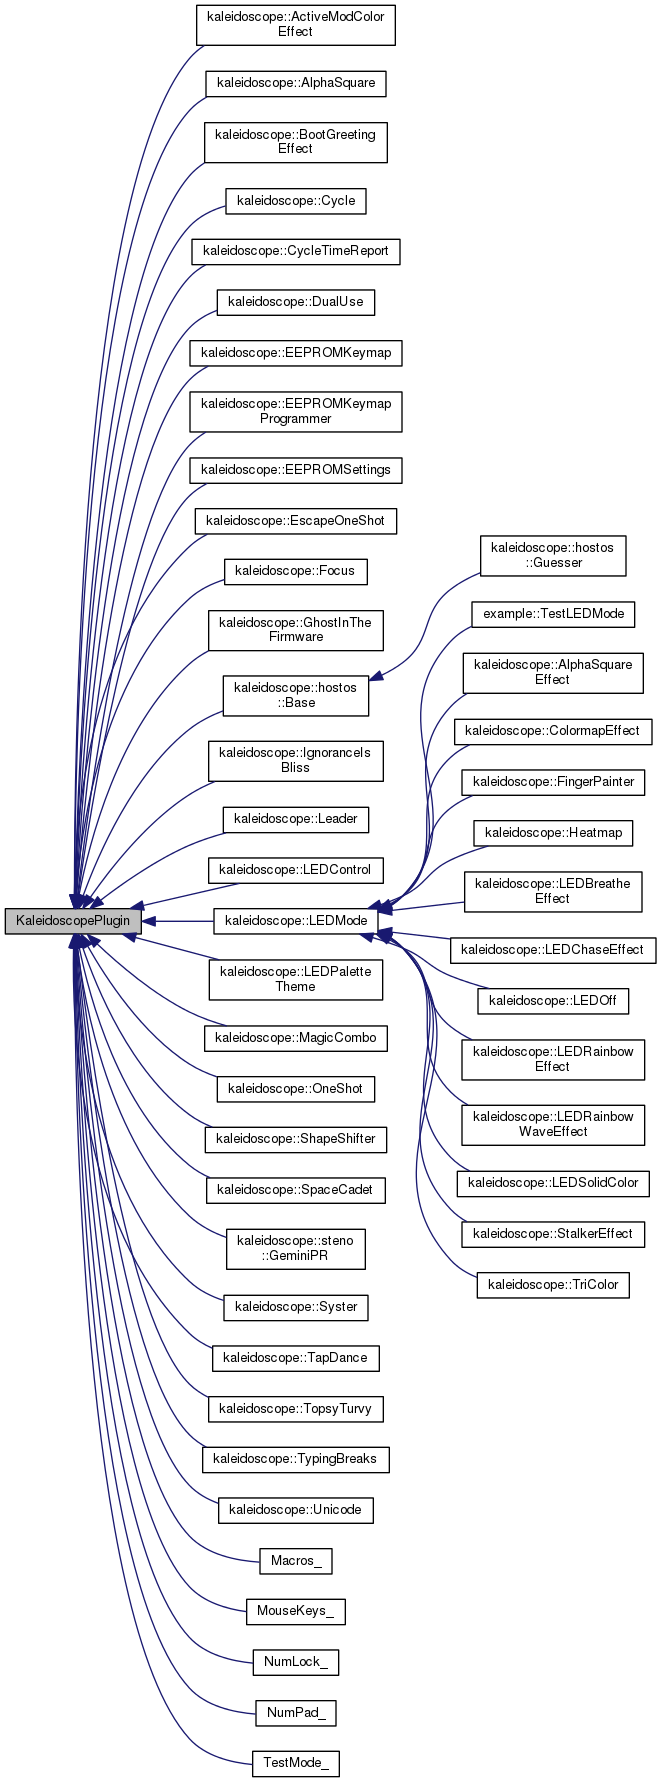 kaleidoscope::ActiveModColor
Effect
kaleidoscope::AlphaSquare
kaleidoscope::BootGreeting
Effect
kaleidoscope::Cycle
kaleidoscope::CycleTimeReport
kaleidoscope::DualUse
kaleidoscope::EEPROMKeymap
kaleidoscope::EEPROMKeymap
Programmer
kaleidoscope::EEPROMSettings
kaleidoscope::EscapeOneShot
kaleidoscope::Focus
kaleidoscope::GhostInThe
Firmware
kaleidoscope::hostos
::Base
kaleidoscope::IgnoranceIs
Bliss
kaleidoscope::Leader
kaleidoscope::LEDControl
KaleidoscopePlugin
kaleidoscope::LEDMode
kaleidoscope::LEDPalette
Theme
kaleidoscope::MagicCombo
kaleidoscope::OneShot
kaleidoscope::ShapeShifter
kaleidoscope::SpaceCadet
kaleidoscope::steno
::GeminiPR
kaleidoscope::Syster
kaleidoscope::TapDance
kaleidoscope::TopsyTurvy
kaleidoscope::TypingBreaks
kaleidoscope::Unicode
Macros_
MouseKeys_
NumLock_
NumPad_
TestMode_
kaleidoscope::hostos
::Guesser
example::TestLEDMode
kaleidoscope::AlphaSquare
Effect
kaleidoscope::ColormapEffect
kaleidoscope::FingerPainter
kaleidoscope::Heatmap
kaleidoscope::LEDBreathe
Effect
kaleidoscope::LEDChaseEffect
kaleidoscope::LEDOff
kaleidoscope::LEDRainbow
Effect
kaleidoscope::LEDRainbow
WaveEffect
kaleidoscope::LEDSolidColor
kaleidoscope::StalkerEffect
kaleidoscope::TriColor